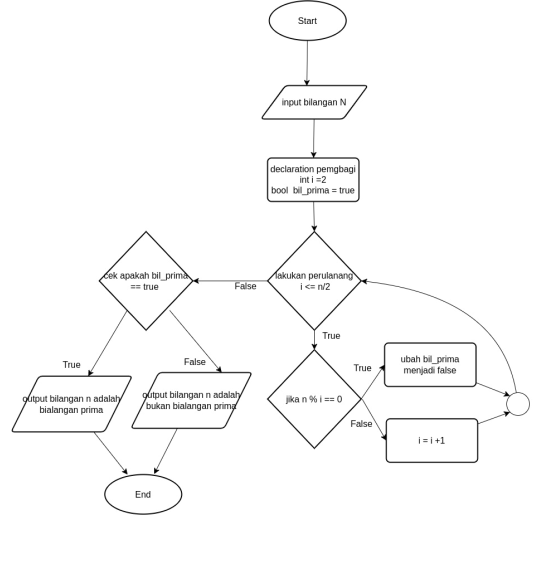 Start
input bilangan N
declaration pemgbagi
int i =2
bool bil_prima = true
lakukan perulanang
i <= n/2
False
cek apakah bil_prima
== true
True
False
output bilangan n adalah
bialangan prima
output bilangan n adalah
bukan bialangan prima
End
True
jika n % i == 0
True
ubah bil_prima
menjadi false
False
i = i +1